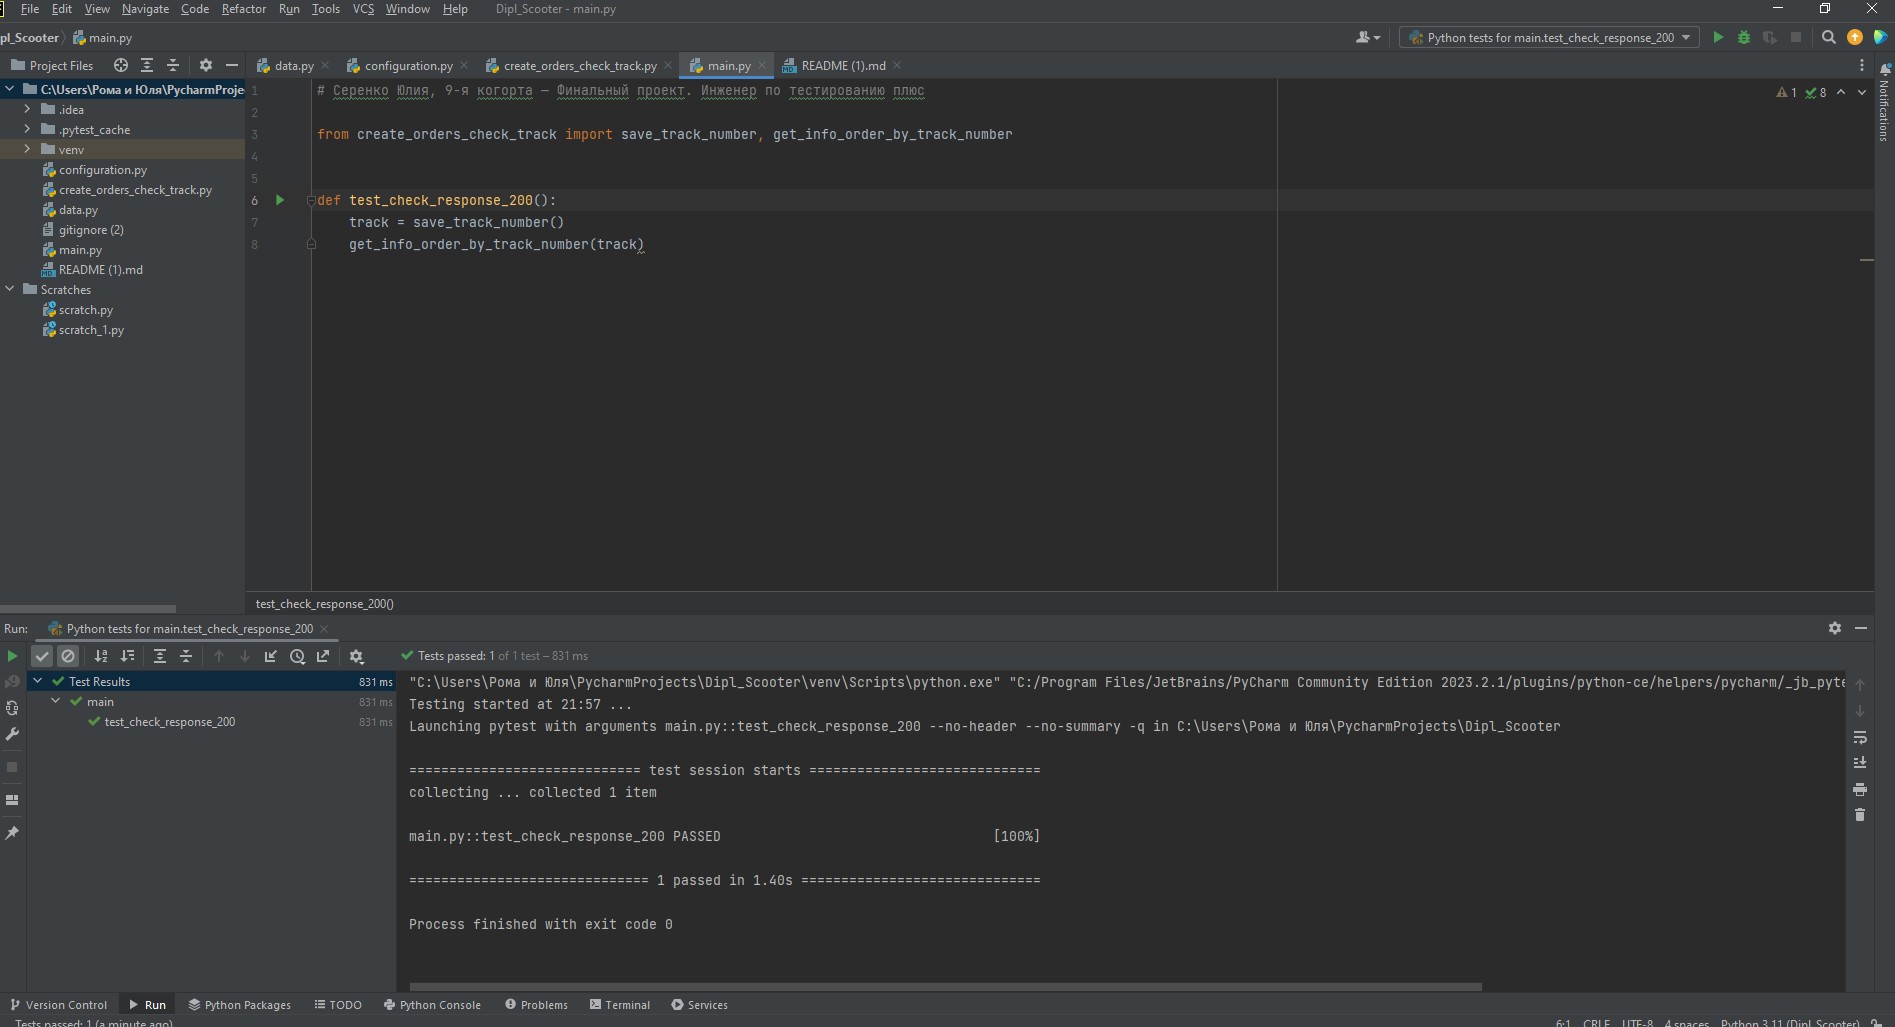 File Edit View Navigate Code Refactor Run Tools VCS Window Help Dipl_Scooter - main.py
pl_Scooter main.py Python tests for main.test_check_response_200
Project Files data.py configuration.py create_orders_check_track.py main.py README (1).md
C:\Users\Рома и Юля\PycharmProje
.idea
.pytest_cache
venv
configuration.py
create_orders_check_track.py
data.py
gitignore (2)
main.py
README (1).md
Scratches
scratch.py
scratch_1.py
1 # Серенко Юлия, 9-я когорта — Финальный проект. Инженер по тестированию плюс
2
3 from create_orders_check_track import save_track_number, get_info_order_by_track_number
4
5
6 def test_check_response_200():
7 track = save_track_number()
8 get_info_order_by_track_number(track)
1 8
Notifications
test_check_response_200()
Run: Python tests for main.test_check_response_200
Tests passed: 1 of 1 test – 831 ms
Test Results 831 ms
main 831 ms
test_check_response_200 831 ms
"C:\Users\Рома и Юля\PycharmProjects\Dipl_Scooter\venv\Scripts\python.exe" "C:/Program Files/JetBrains/PyCharm Community Edition 2023.2.1/plugins/python-ce/helpers/pycharm/_jb_pyte
Testing started at 21:57 ...
Launching pytest with arguments main.py::test_check_response_200 --no-header --no-summary -q in C:\Users\Рома и Юля\PycharmProjects\Dipl_Scooter
============================= test session starts =============================
collecting ... collected 1 item
main.py::test_check_response_200 PASSED [100%]
============================== 1 passed in 1.40s ==============================
Process finished with exit code 0
Version Control Run Python Packages TODO Python Console Problems Terminal Services
Tests passed: 1 (a minute ago) 6:1 CRLF UTF-8 4 spaces Python 3.11 (Dipl_Scooter)